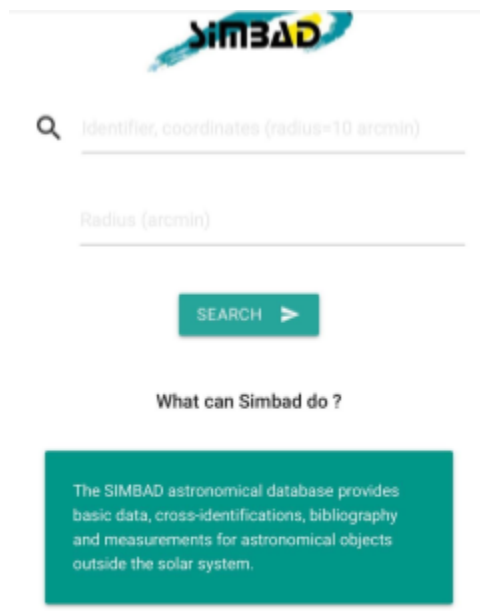 SIMBAD
Identifier, coordinates (radius=10 arcmin)
Radius (arcmin)
SEARCH
What can Simbad do ?
The SIMBAD astronomical database provides
basic data, cross-identifications, bibliography
and measurements for astronomical objects
outside the solar system.